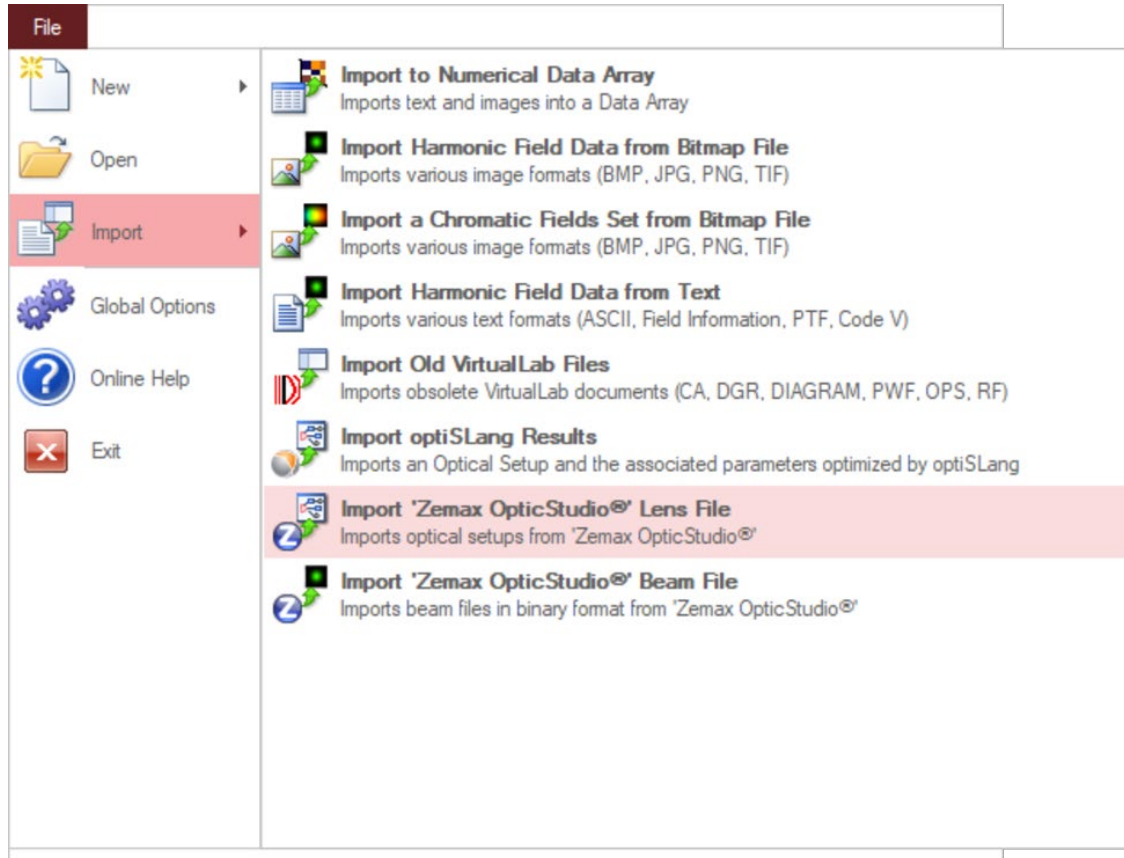 File
New
Open
Import
Global Options
Online Help
Exit
Import to Numerical Data Array
Imports text and images into a Data Array
Import Harmonic Field Data from Bitmap File
Imports various image formats (BMP, JPG, PNG, TIF)
Import a Chromatic Fields Set from Bitmap File
Imports various image formats (BMP, JPG, PNG, TIF)
Import Harmonic Field Data from Text
Imports various text formats (ASCII, Field Information, PTF, Code V)
Import Old VirtualLab Files
Imports obsolete VirtualLab documents (CA, DGR, DIAGRAM, PWF, OPS, RF)
Import optiSLang Results
Imports an Optical Setup and the associated parameters optimized by optiSLang
Import 'Zemax OpticStudio®' Lens File
Imports optical setups from 'Zemax OpticStudio®'
Import 'Zemax OpticStudio®' Beam File
Imports beam files in binary format from 'Zemax OpticStudio®'